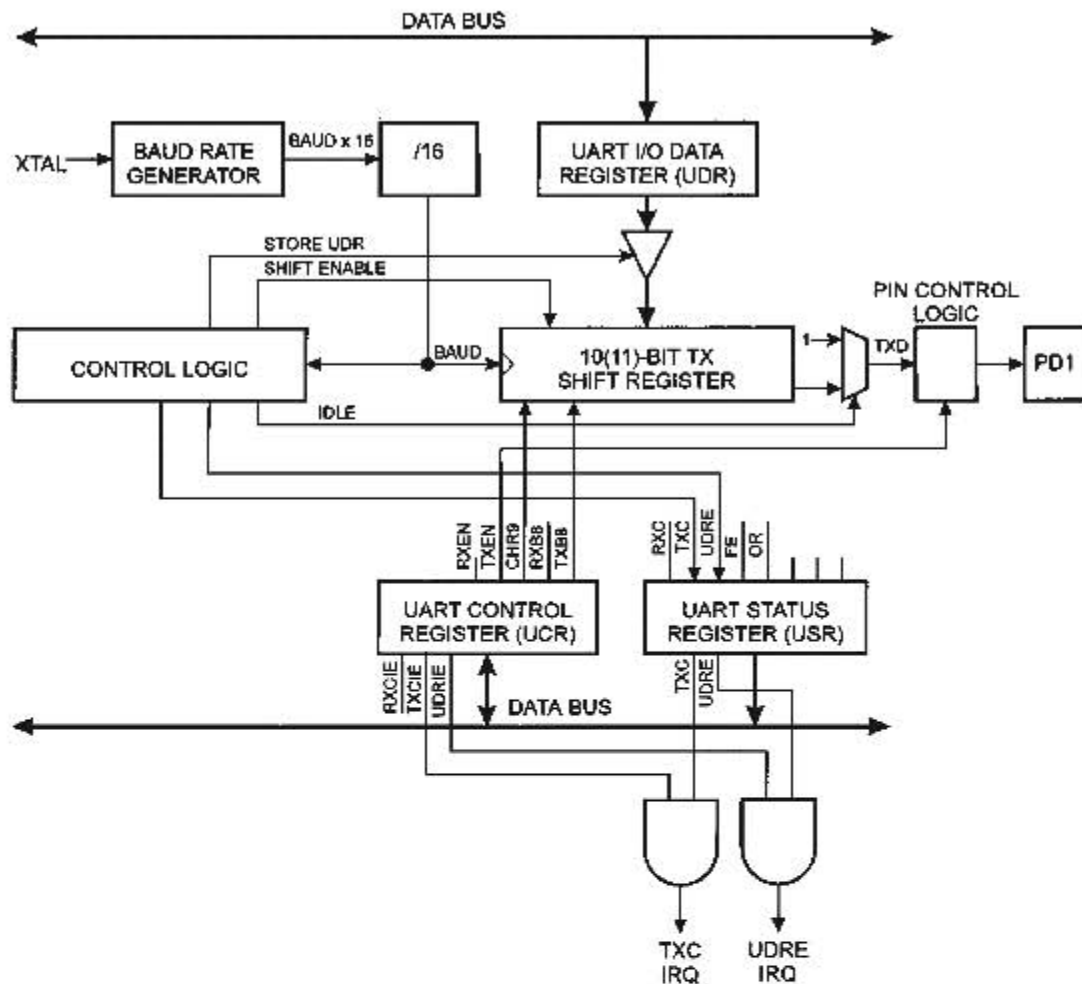 DATA BUS
XTAL
BAUD RATE
GENERATOR
BAUD x 16
/16
UART I/O DATA
REGISTER (UDR)
STORE UDR
SHIFT ENABLE
PIN CONTROL
LOGIC
CONTROL LOGIC
BAUD
10(11)-BIT TX
SHIFT REGISTER
1
TXD
PD1
IDLE
RXEN
TXEN
CHR9
RXB8
TXB8
RXC
TXC
UDRE
FE
OR
UART CONTROL
REGISTER (UCR)
UART STATUS
REGISTER (USR)
RXCIE
TXCIE
UDRIE
TXC
UDRE
DATA BUS
TXC
IRQ
UDRE
IRQ